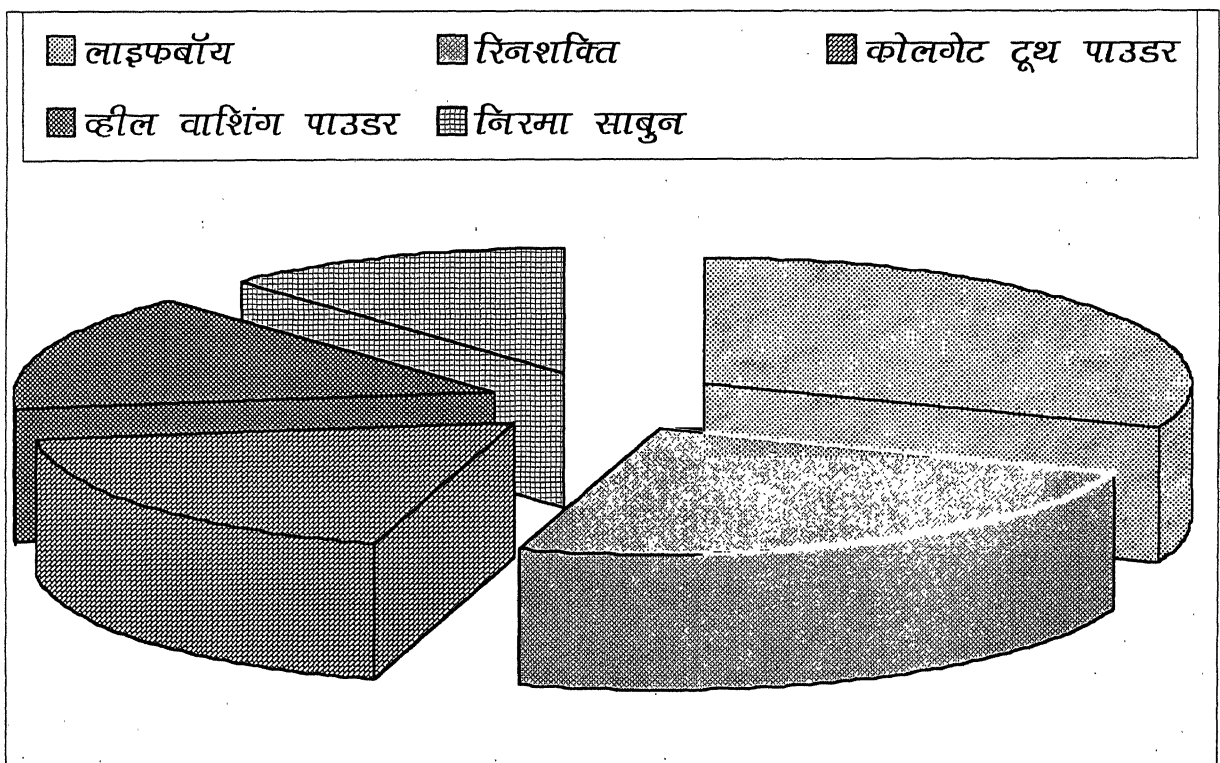 लाइफबॉय रिनशक्ति कोलगेट टूथ पाउडर
व्हील वाशिंग पाउडर निरमा साबुन